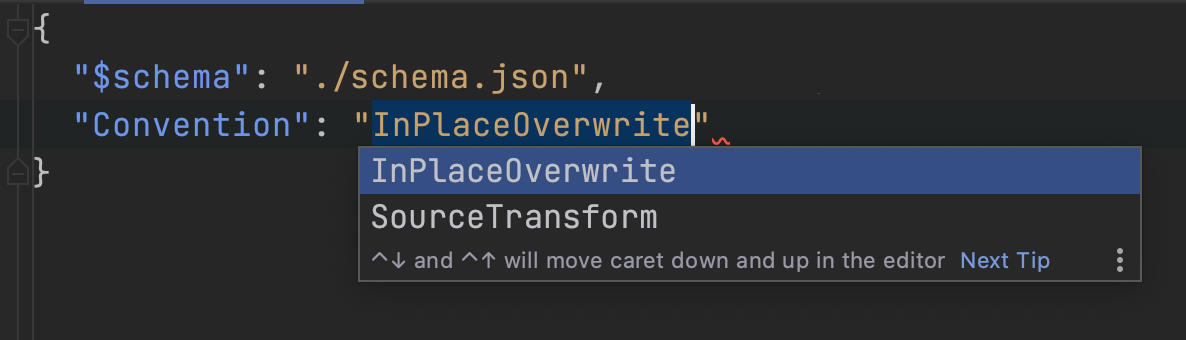 {
"$schema": "./schema.json",
"Convention": "InPlaceOverwrite"
}
InPlaceOverwrite
SourceTransform
^↓ and ^↑ will move caret down and up in the editor Next Tip